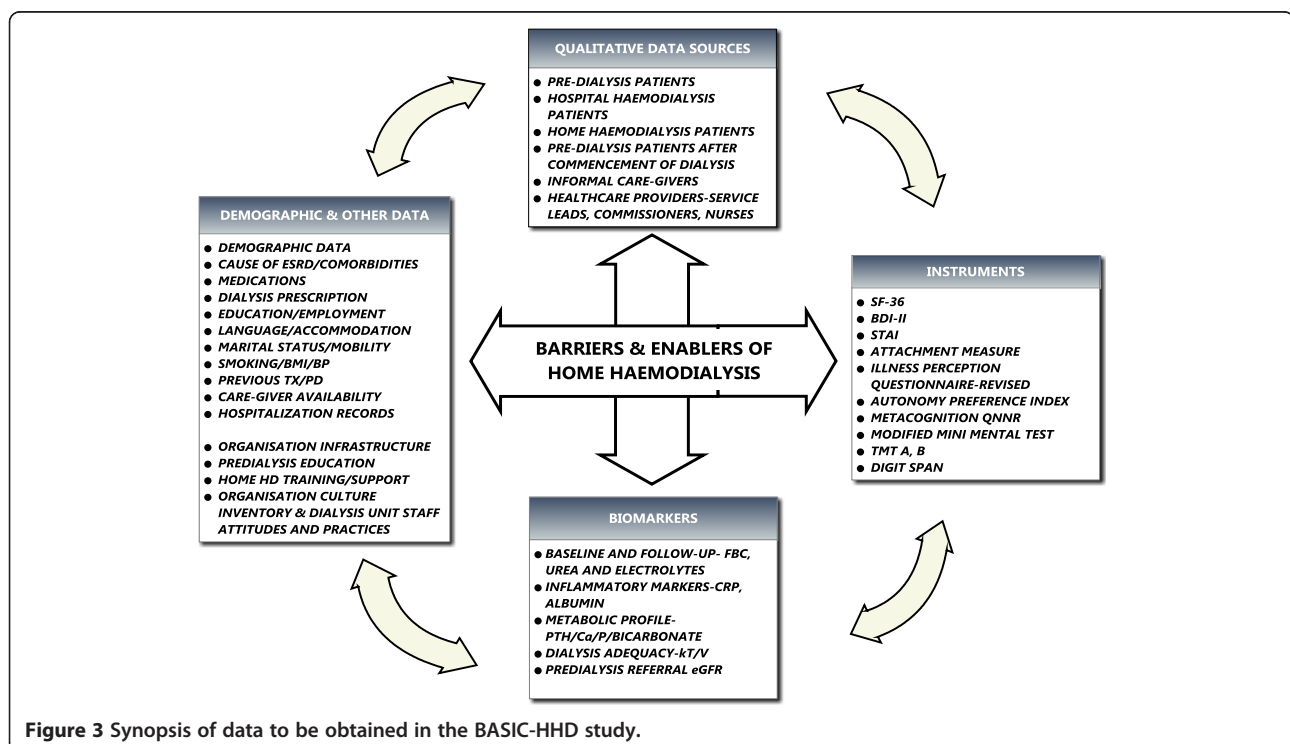 QUALITATIVE DATA SOURCES
● PRE-DIALYSIS PATIENTS
● HOSPITAL HAEMODIALYSIS
PATIENTS
● HOME HAEMODIALYSIS PATIENTS
● PRE-DIALYSIS PATIENTS AFTER
COMMENCEMENT OF DIALYSIS
● INFORMAL CARE-GIVERS
● HEALTHCARE PROVIDERS-SERVICE
LEADS, COMMISSIONERS, NURSES
DEMOGRAPHIC & OTHER DATA
● DEMOGRAPHIC DATA
● CAUSE OF ESRD/COMORBIDITIES
● MEDICATIONS
● DIALYSIS PRESCRIPTION
● EDUCATION/EMPLOYMENT
● LANGUAGE/ACCOMMODATION
● MARITAL STATUS/MOBILITY
● SMOKING/BMI/BP
● PREVIOUS TX/PD
● CARE-GIVER AVAILABILITY
● HOSPITALIZATION RECORDS
● ORGANISATION INFRASTRUCTURE
● PREDIALYSIS EDUCATION
● HOME HD TRAINING/SUPPORT
● ORGANISATION CULTURE
INVENTORY & DIALYSIS UNIT STAFF
ATTITUDES AND PRACTICES
BARRIERS & ENABLERS OF
HOME HAEMODIALYSIS
INSTRUMENTS
● SF-36
● BDI-II
● STAI
● ATTACHMENT MEASURE
● ILLNESS PERCEPTION
QUESTIONNAIRE-REVISED
● AUTONOMY PREFERENCE INDEX
● METACOGNITION QNNR
● MODIFIED MINI MENTAL TEST
● TMT A, B
● DIGIT SPAN
BIOMARKERS
● BASELINE AND FOLLOW-UP- FBC,
UREA AND ELECTROLYTES
● INFLAMMATORY MARKERS-CRP,
ALBUMIN
● METABOLIC PROFILE-
PTH/Ca/P/BICARBONATE
● DIALYSIS ADEQUACY-kT/V
● PREDIALYSIS REFERRAL eGFR
Figure 3 Synopsis of data to be obtained in the BASIC-HHD study.